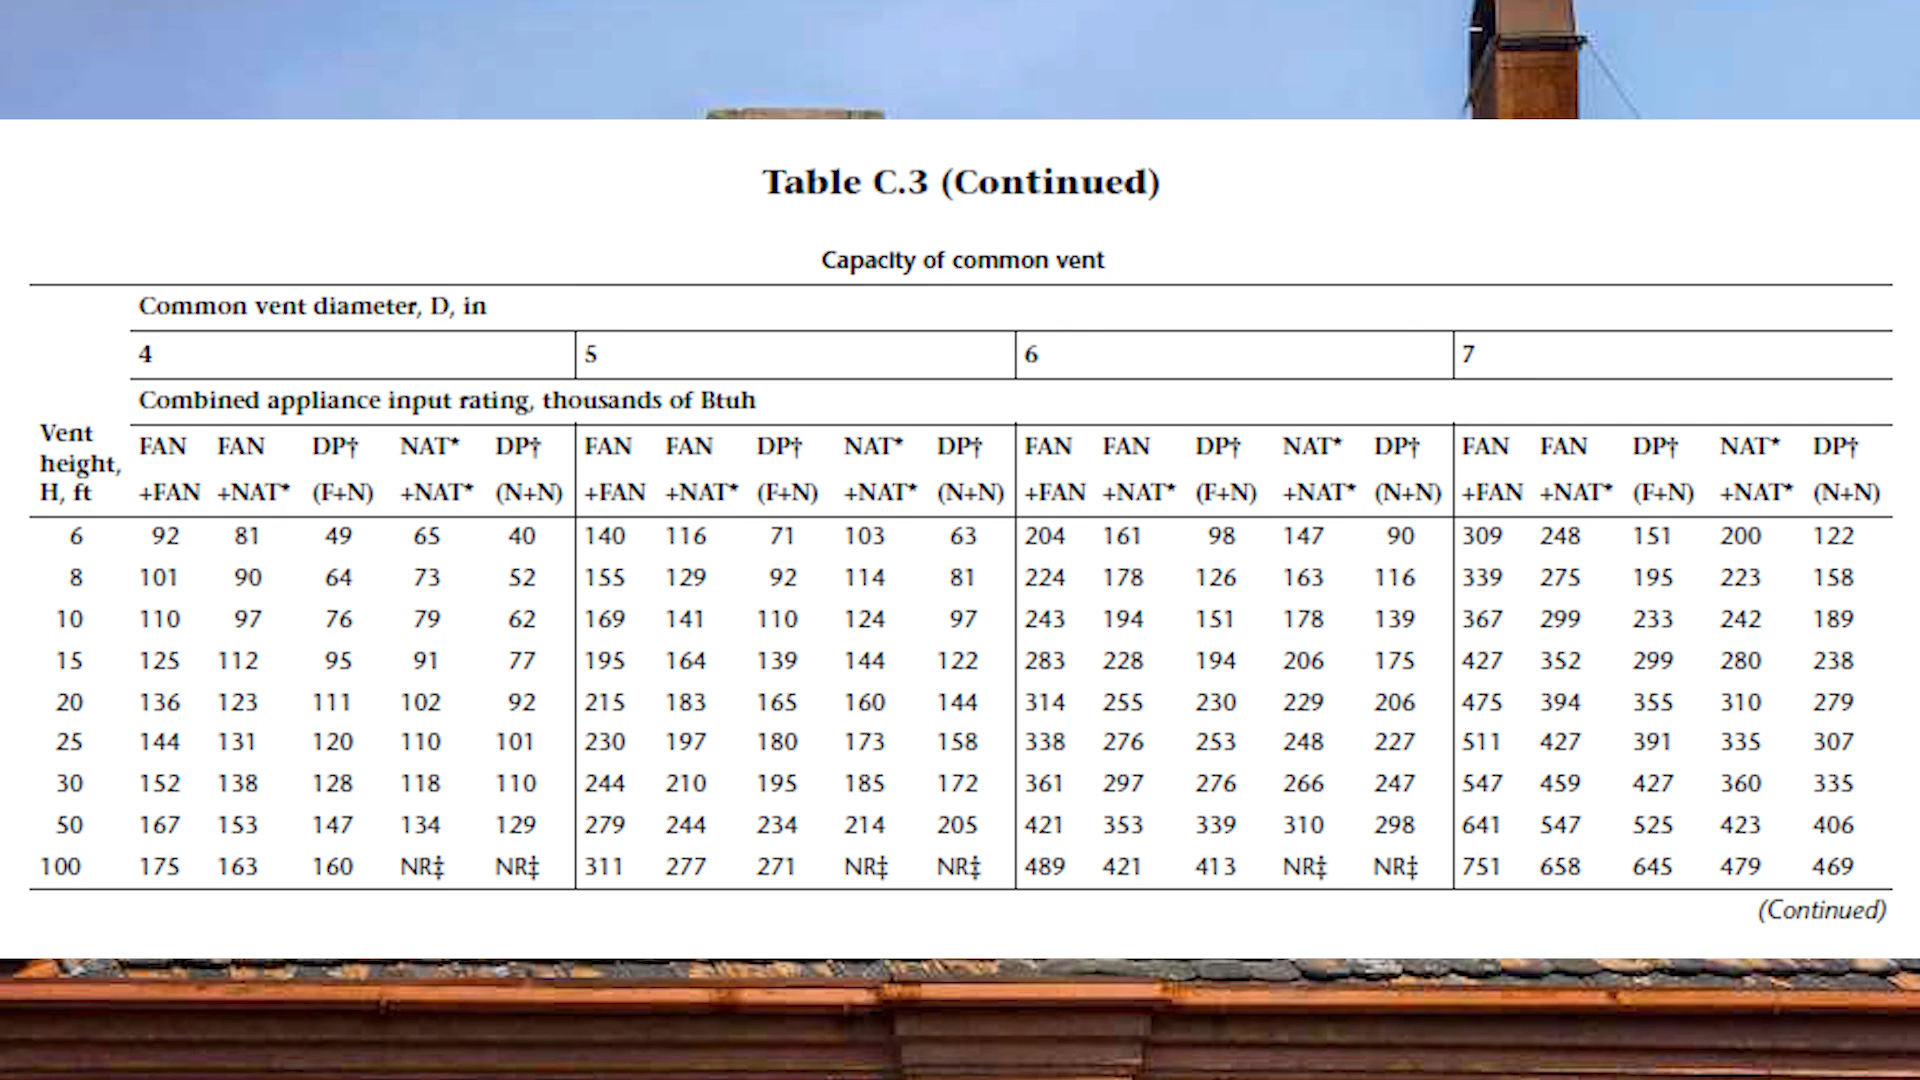 Table C.3 (Continued)
Capacity of common vent
Common vent diameter, D, in
4 5 6 7
Combined appliance input rating, thousands of Btuh
Vent height, H, ft
FAN FAN DP† NAT* DP† FAN FAN DP† NAT* DP† FAN FAN DP† NAT* DP† FAN FAN DP† NAT* DP†
+FAN +NAT* (F+N) +NAT* (N+N) +FAN +NAT* (F+N) +NAT* (N+N) +FAN +NAT* (F+N) +NAT* (N+N) +FAN +NAT* (F+N) +NAT* (N+N)
6 92 81 49 65 40 140 116 71 103 63 204 161 98 147 90 309 248 151 200 122
8 101 90 64 73 52 155 129 92 114 81 224 178 126 163 116 339 275 195 223 158
10 110 97 76 79 62 169 141 110 124 97 243 194 151 178 139 367 299 233 242 189
15 125 112 95 91 77 195 164 139 144 122 283 228 194 206 175 427 352 299 280 238
20 136 123 111 102 92 215 183 165 160 144 314 255 230 229 206 475 394 355 310 279
25 144 131 120 110 101 230 197 180 173 158 338 276 253 248 227 511 427 391 335 307
30 152 138 128 118 110 244 210 195 185 172 361 297 276 266 247 547 459 427 360 335
50 167 153 147 134 129 279 244 234 214 205 421 353 339 310 298 641 547 525 423 406
100 175 163 160 NR‡ NR‡ 311 277 271 NR‡ NR‡ 489 421 413 NR‡ NR‡ 751 658 645 479 469
(Continued)